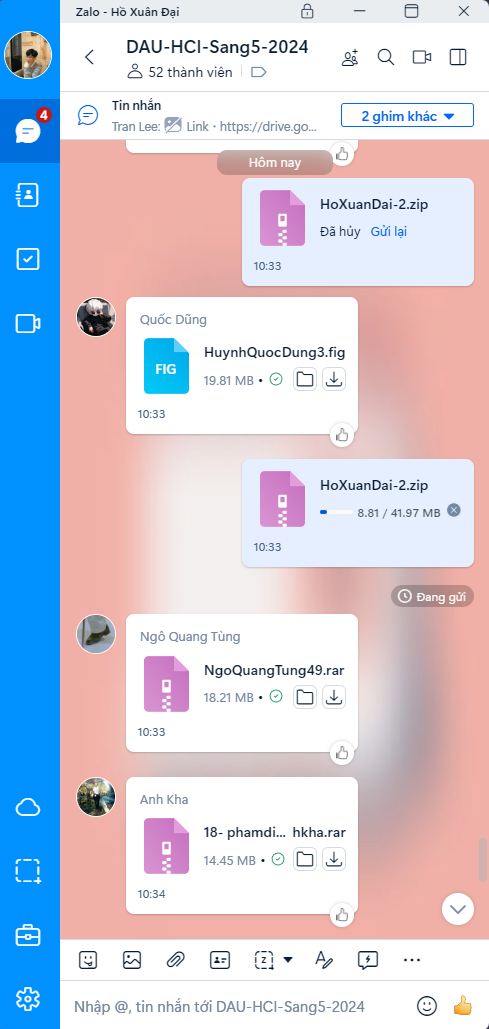 Zalo - Hồ Xuân Đại
DAU-HCI-Sang5-2024
52 thành viên
4
Tin nhắn
Tran Lee: Link · https://drive.go...
2 ghim khác
Hôm nay
HoXuanDai-2.zip
Đã hủy Gửi lại
10:33
Quốc Dũng
FIG
HuynhQuocDung3.fig
19.81 MB •
10:33
HoXuanDai-2.zip
8.81 / 41.97 MB
10:33
Đang gửi
Ngô Quang Tùng
NgoQuangTung49.rar
18.21 MB •
10:33
Anh Kha
18- phamdi... hkha.rar
14.45 MB •
10:34
Nhập @, tin nhắn tới DAU-HCI-Sang5-2024